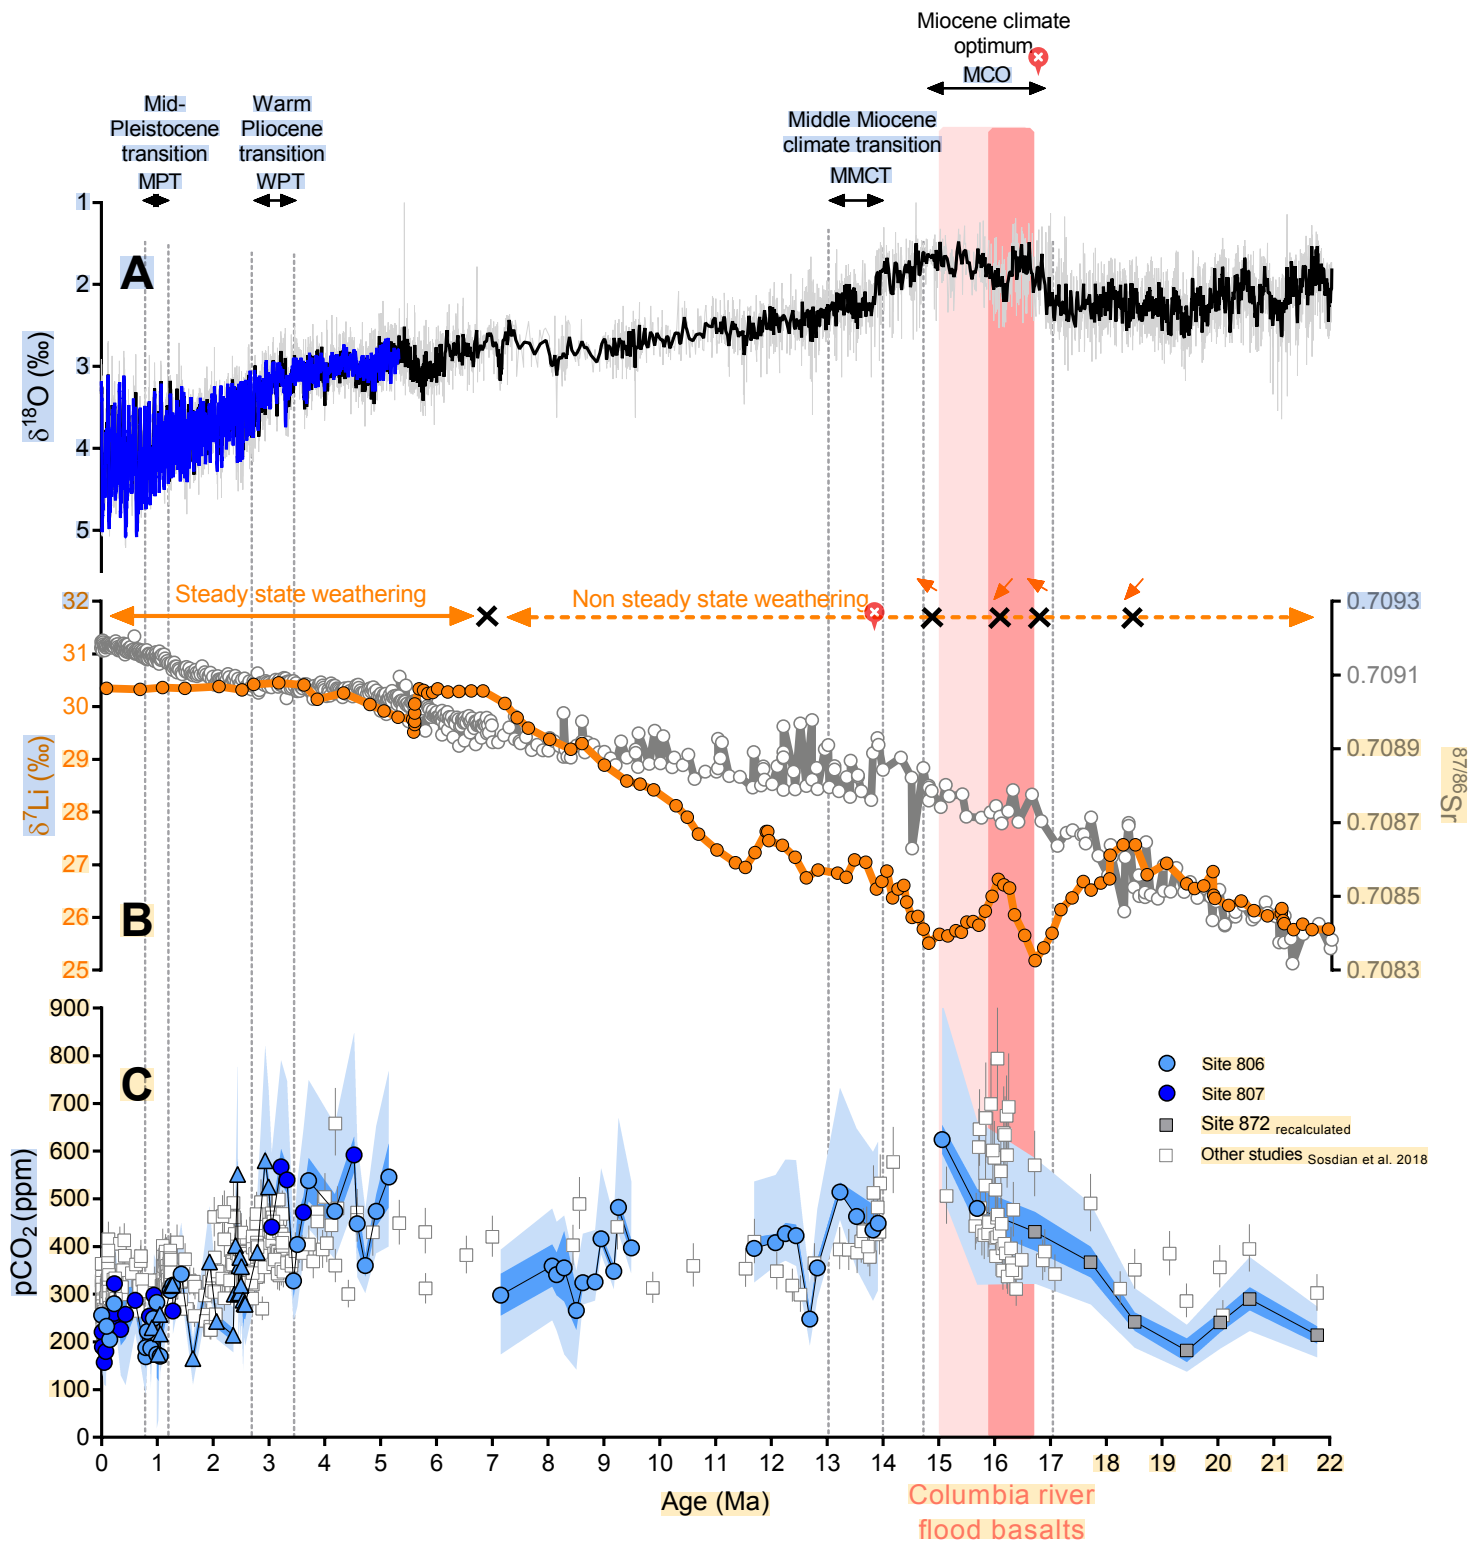 Miocene climate
optimum
MCO
Mid-
Pleistocene
transition
MPT
Warm
Pliocene
transition
WPT
Middle Miocene
climate transition
MMCT
A
1
2
3
4
5
δ18O (‰)
Steady state weathering
Non steady state weathering
B
32
31
30
29
28
27
26
25
δ7Li (‰)
0.7093
0.7091
0.7089
0.7087
0.7085
0.7083
87/86Sr
C
900
800
700
600
500
400
300
200
100
0
pCO2 (ppm)
Site 806
Site 807
Site 872 recalculated
Other studies Sosdian et al. 2018
0 1 2 3 4 5 6 7 8 9 10 11 12 13 14 15 16 17 18 19 20 21 22
Age (Ma)
Columbia river
flood basalts